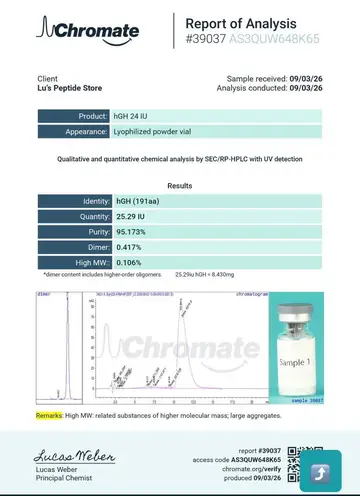 Chromate
Report of Analysis
#39037 AS3QUW648K65
Client
Lu's Peptide Store
Sample received: 09/03/26
Analysis conducted: 09/03/26
Product: hGH 24 IU
Appearance: Lyophilized powder vial
Qualitative and quantitative chemical analysis by SEC/RP-HPLC with UV detection
Results
Identity: hGH (191aa)
Quantity: 25.29 IU
Purity: 95.173%
Dimer: 0.417%
High MW.: 0.106%
*dimer content includes higher-order oligomers. 25.29iu hGH = 8.430mg
dimer
chromatogram
Chromate
Sample 1
sample 39037
Remarks: High MW: related substances of higher molecular mass; large aggregates.
Lucas Weber
Lucas Weber
Principal Chemist
report #39037
access code AS3QUW648K65
chromate.org/verify
produced 09/03/26